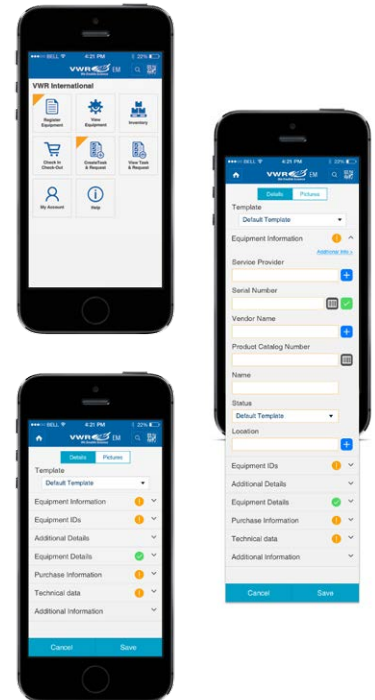 BELL 4:21 PM 22%
VWR EM
VWR International
Register
Equipment
View
Equipment
Inventory
Check In
Check-Out
Create Task
& Request
View Task
& Request
My Account
Help
BELL 4:21 PM 22%
VWR EM
Details Pictures
Template
Default Template
Equipment Information
Additional Info
Service Provider
Serial Number
Vendor Name
Product Catalog Number
Name
Status
Default Template
Location
Equipment IDs
Additional Details
Equipment Details
Purchase Information
Technical data
Additional Information
Cancel Save
BELL 4:21 PM 22%
VWR EM
Details Pictures
Template
Default Template
Equipment Information
Equipment IDs
Additional Details
Equipment Details
Purchase Information
Technical data
Additional Information
Cancel Save